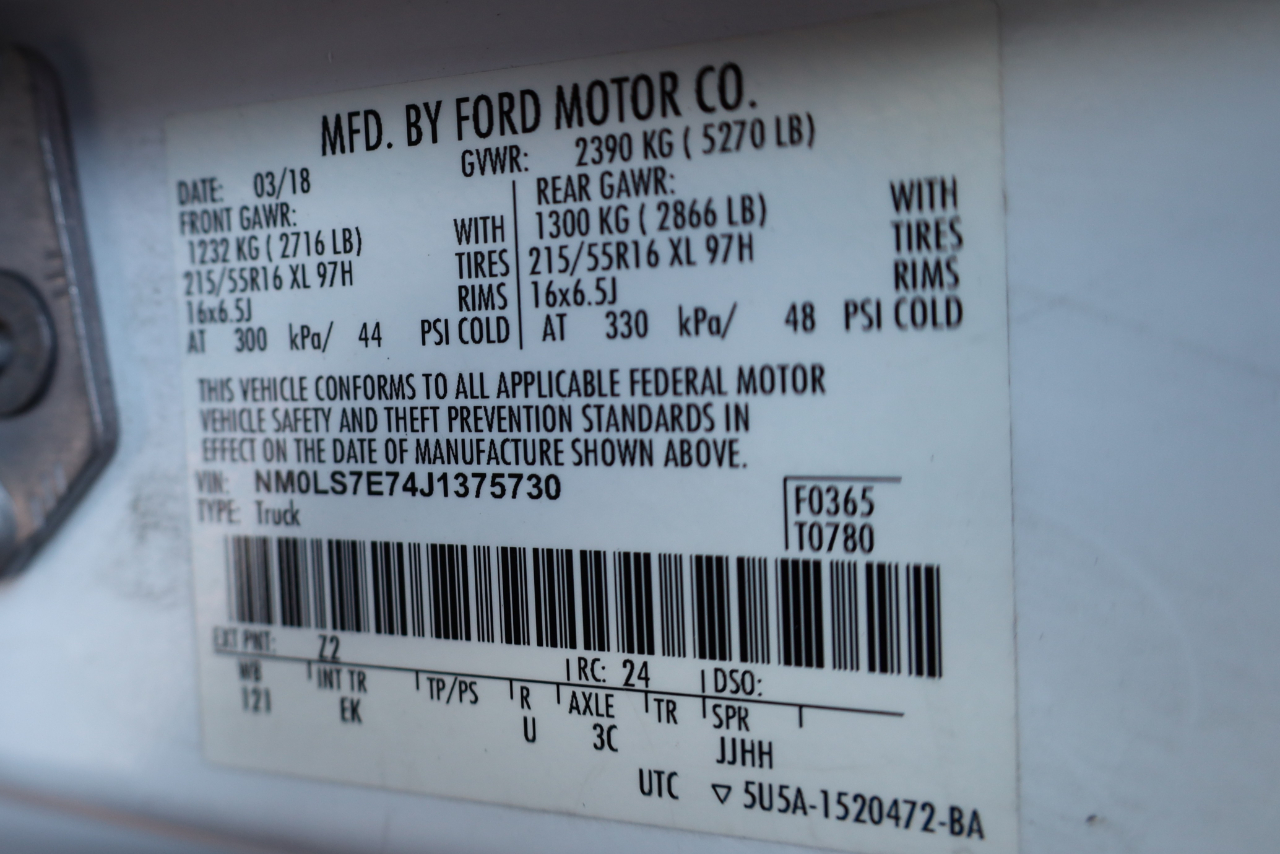 MFD. BY FORD MOTOR CO.
DATE: 03/18 GVWR: 2390 KG ( 5270 LB)
FRONT GAWR: REAR GAWR:
1232 KG ( 2716 LB) WITH 1300 KG ( 2866 LB) WITH
215/55R16 XL 97H TIRES 215/55R16 XL 97H TIRES
16x6.5J RIMS 16x6.5J RIMS
AT 300 kPa/ 44 PSI COLD AT 330 kPa/ 48 PSI COLD
THIS VEHICLE CONFORMS TO ALL APPLICABLE FEDERAL MOTOR
VEHICLE SAFETY AND THEFT PREVENTION STANDARDS IN
EFFECT ON THE DATE OF MANUFACTURE SHOWN ABOVE.
VIN: NM0LS7E74J1375730
TYPE: Truck
F0365
T0780
EXT PNT: Z2 RC: 24 DSO:
WB INT TR TP/PS R AXLE TR SPR
121 EK U 3C JJHH
UTC ▽ 5U5A-1520472-BA